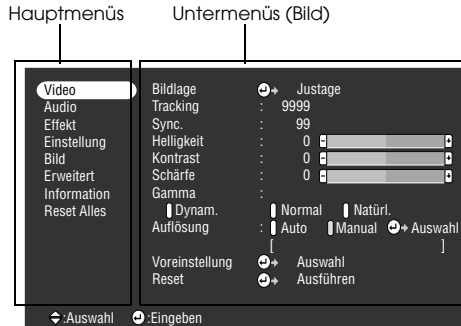 Hauptmenüs Untermenüs (Bild)
Video
Audio
Effekt
Einstellung
Bild
Erweitert
Information
Reset Alles
Bildlage Justage
Tracking : 9999
Sync. : 99
Helligkeit : 0 - +
Kontrast : 0 - +
Schärfe : 0 - +
Gamma :
Dynam. Normal Natürl.
Auflösung : Auto Manual Auswahl
[ ]
Voreinstellung Auswahl
Reset Ausführen
:Auswahl :Eingeben